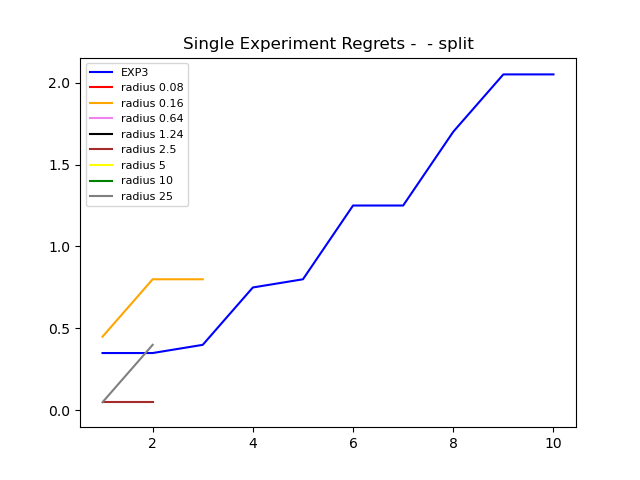 Single Experiment Regrets -  - split
EXP3
radius 0.08
radius 0.16
radius 0.64
radius 1.24
radius 2.5
radius 5
radius 10
radius 25
2.0
1.5
1.0
0.5
0.0
2 4 6 8 10